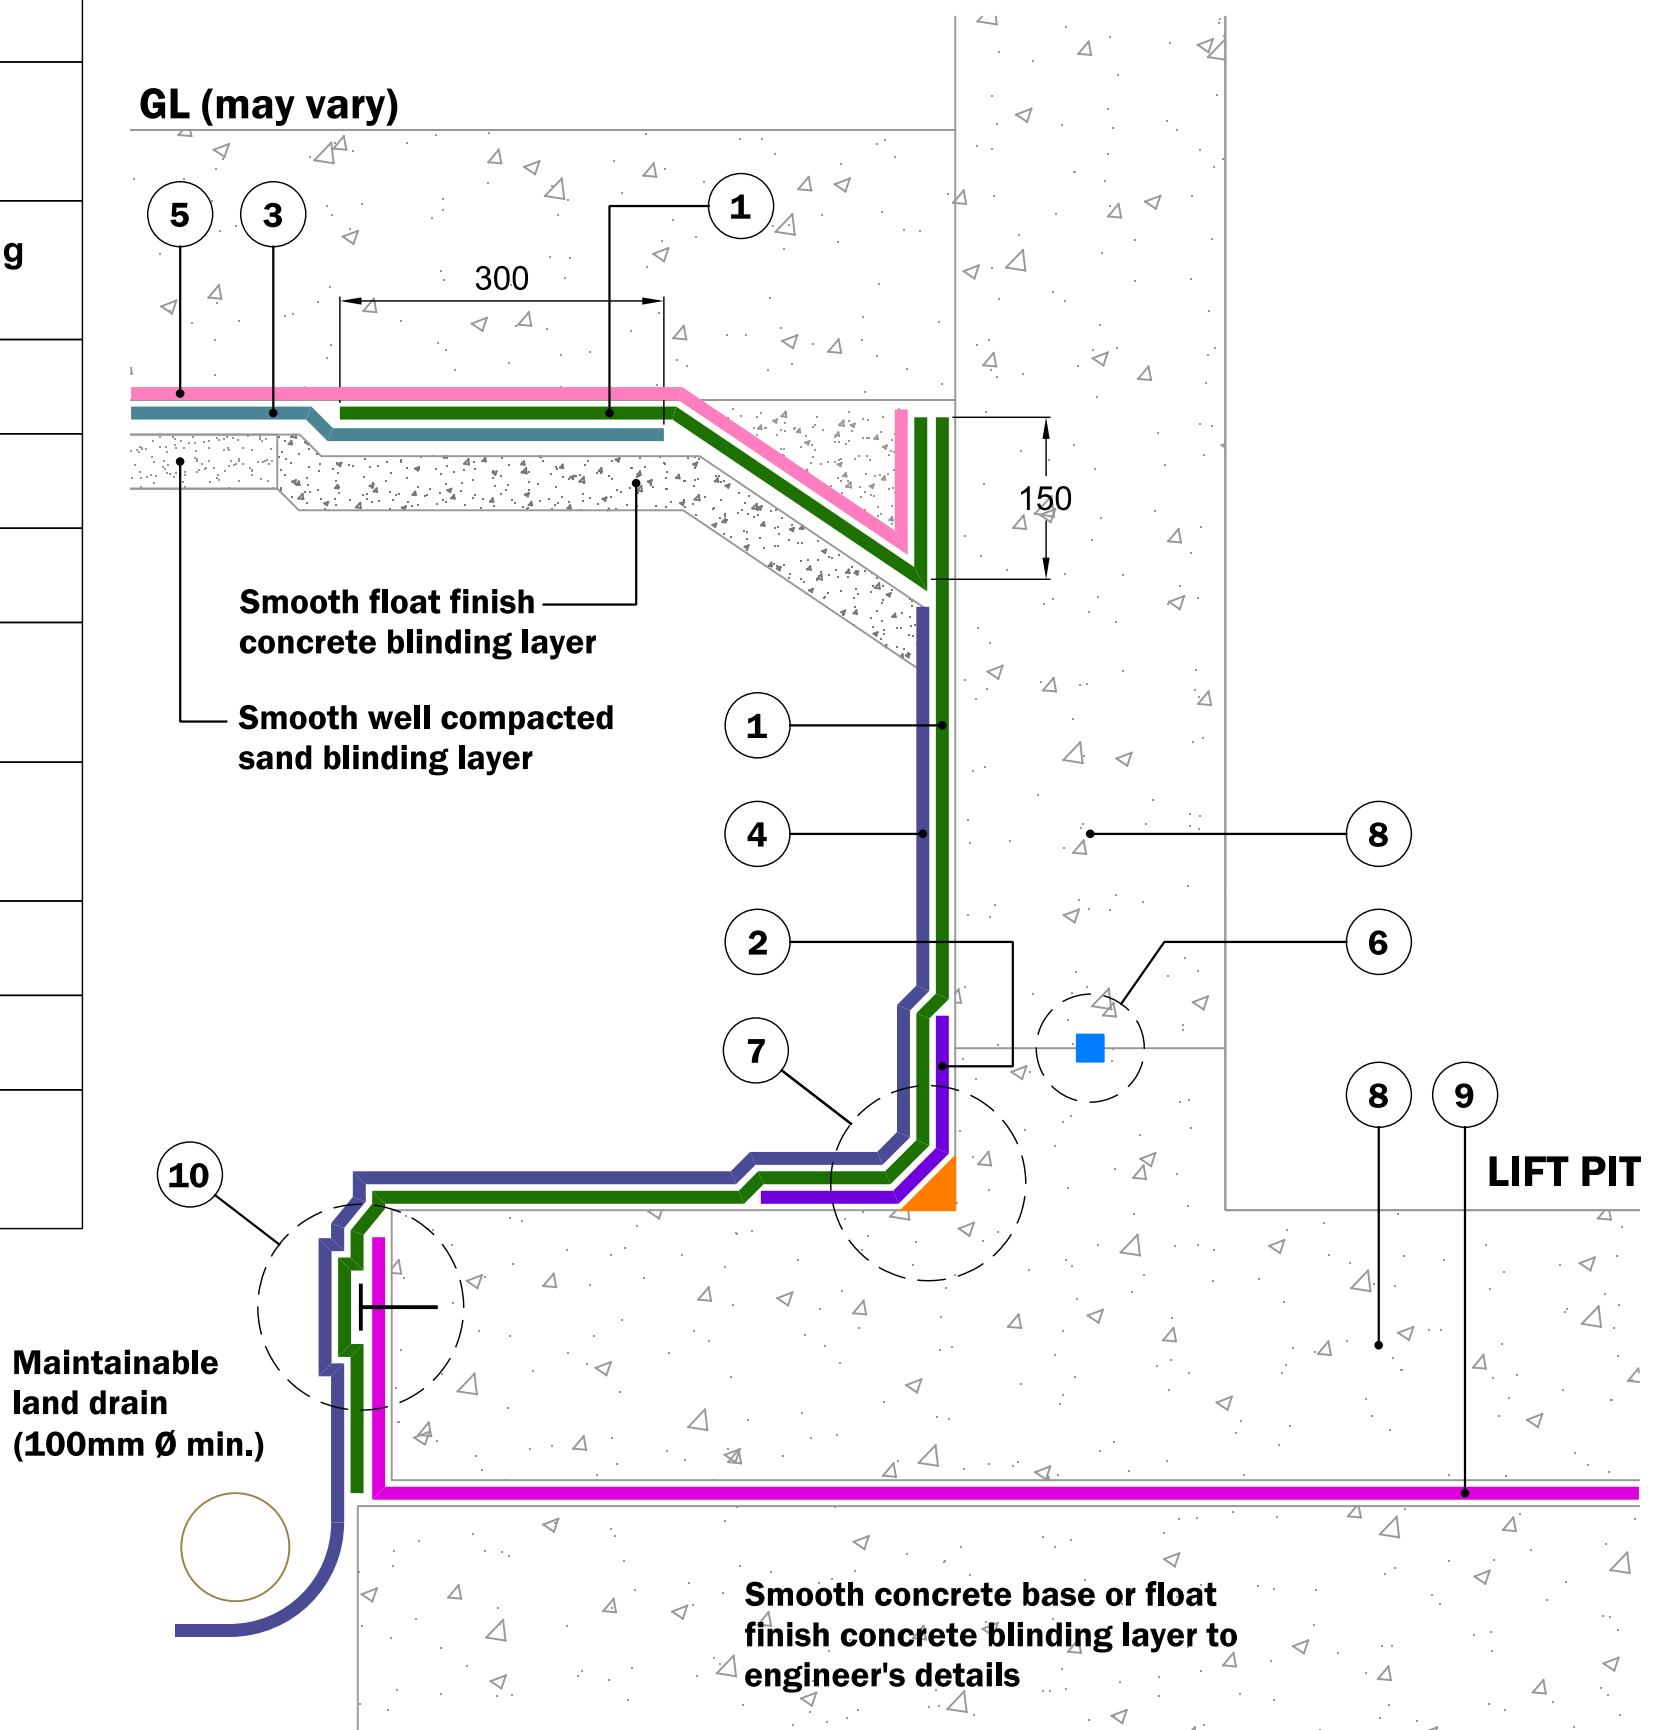 GL (may vary)
g
5
3
1
300
150
Smooth float finish
concrete blinding layer
Smooth well compacted
sand blinding layer
1
4
8
2
6
7
8
9
10
LIFT PIT
Maintainable
land drain
(100mm Ø min.)
Smooth concrete base or float
finish concrete blinding layer to
engineer's details